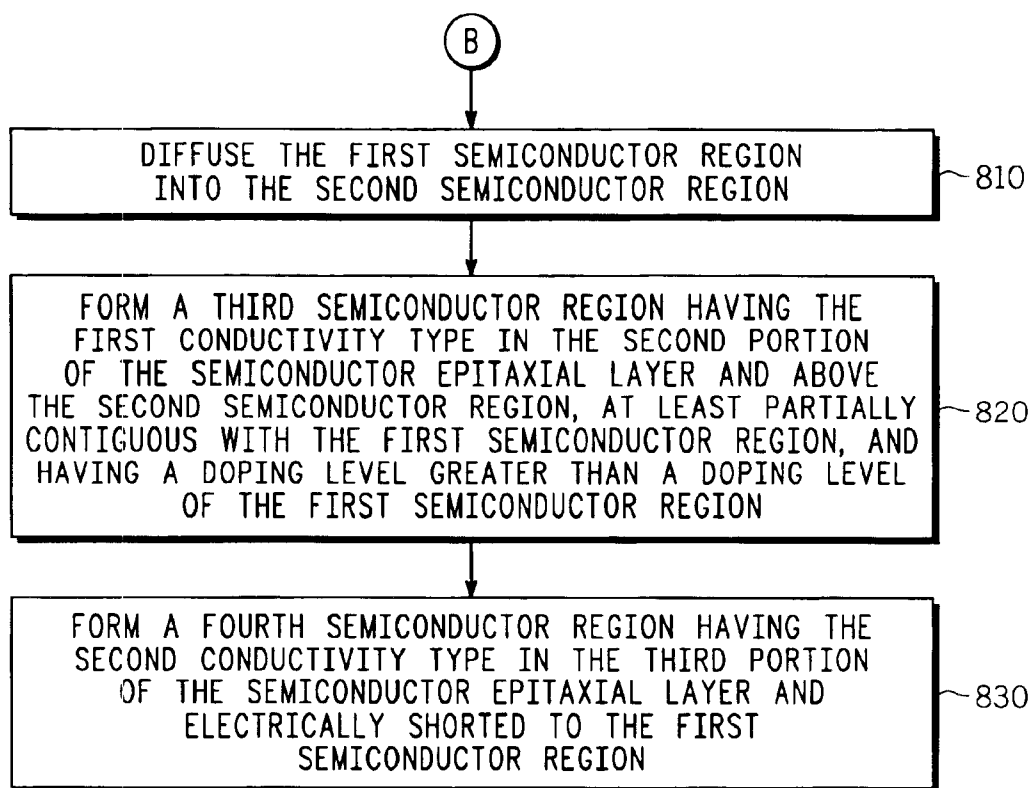 B
DIFFUSE THE FIRST SEMICONDUCTOR REGION
INTO THE SECOND SEMICONDUCTOR REGION
810
FORM A THIRD SEMICONDUCTOR REGION HAVING THE
FIRST CONDUCTIVITY TYPE IN THE SECOND PORTION
OF THE SEMICONDUCTOR EPITAXIAL LAYER AND ABOVE
THE SECOND SEMICONDUCTOR REGION, AT LEAST PARTIALLY
CONTIGUOUS WITH THE FIRST SEMICONDUCTOR REGION, AND
HAVING A DOPING LEVEL GREATER THAN A DOPING LEVEL
OF THE FIRST SEMICONDUCTOR REGION
820
FORM A FOURTH SEMICONDUCTOR REGION HAVING THE
SECOND CONDUCTIVITY TYPE IN THE THIRD PORTION
OF THE SEMICONDUCTOR EPITAXIAL LAYER AND
ELECTRICALLY SHORTED TO THE FIRST
SEMICONDUCTOR REGION
830